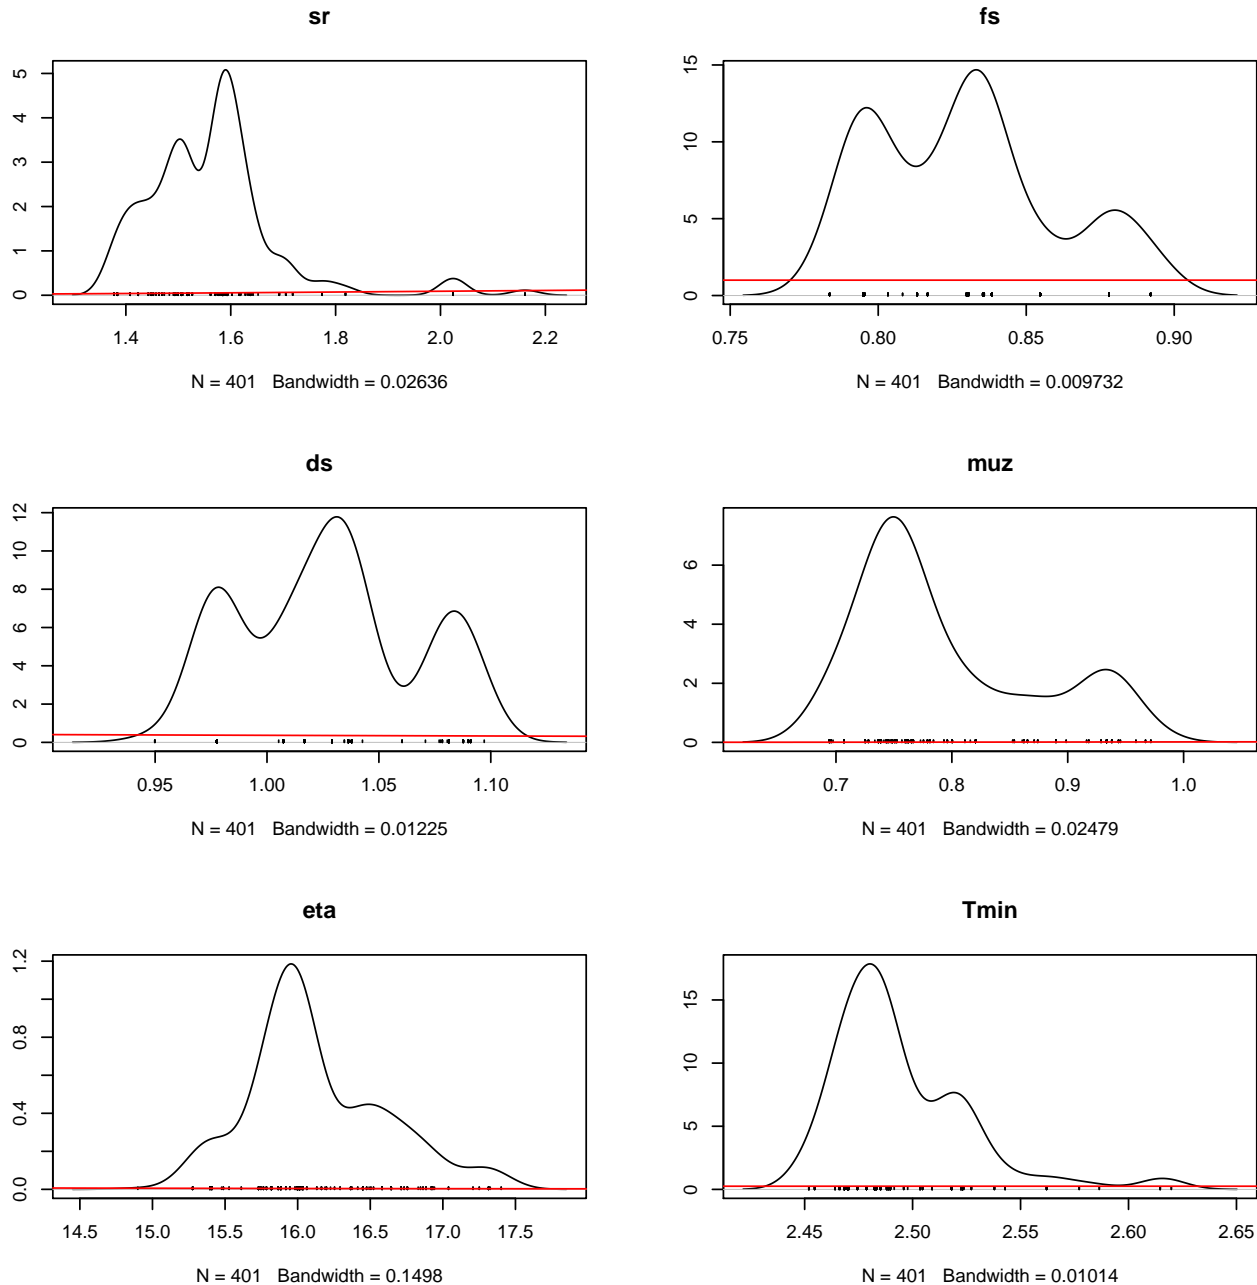 sr
5
4
3
2
1
0
1.4 1.6 1.8 2.0 2.2
N = 401 Bandwidth = 0.02636
fs
15
10
5
0
0.75 0.80 0.85 0.90
N = 401 Bandwidth = 0.009732
ds
12
10
8
6
4
2
0
0.95 1.00 1.05 1.10
N = 401 Bandwidth = 0.01225
muz
6
4
2
0
0.7 0.8 0.9 1.0
N = 401 Bandwidth = 0.02479
eta
1.2
0.8
0.4
0.0
14.5 15.0 15.5 16.0 16.5 17.0 17.5
N = 401 Bandwidth = 0.1498
Tmin
15
10
5
0
2.45 2.50 2.55 2.60 2.65
N = 401 Bandwidth = 0.01014